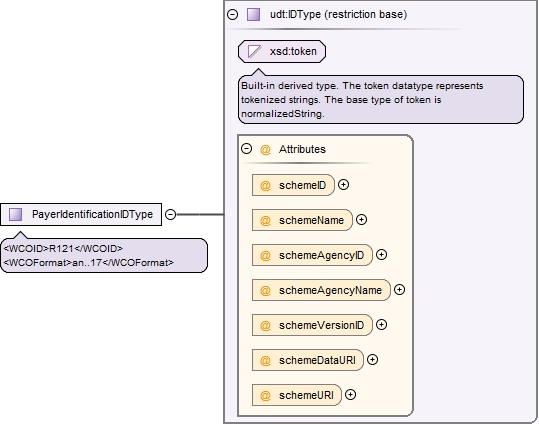 udt:IDType (restriction base)
xsd:token
Built-in derived type. The token datatype represents
tokenized strings. The base type of token is
normalizedString.
@ Attributes
@ schemeID
@ schemeName
@ schemeAgencyID
@ schemeAgencyName
@ schemeVersionID
@ schemeDataURI
@ schemeURI
PayerIdentificationIDType
<WCOID>R121</WCOID>
<WCOFormat>an..17</WCOFormat>